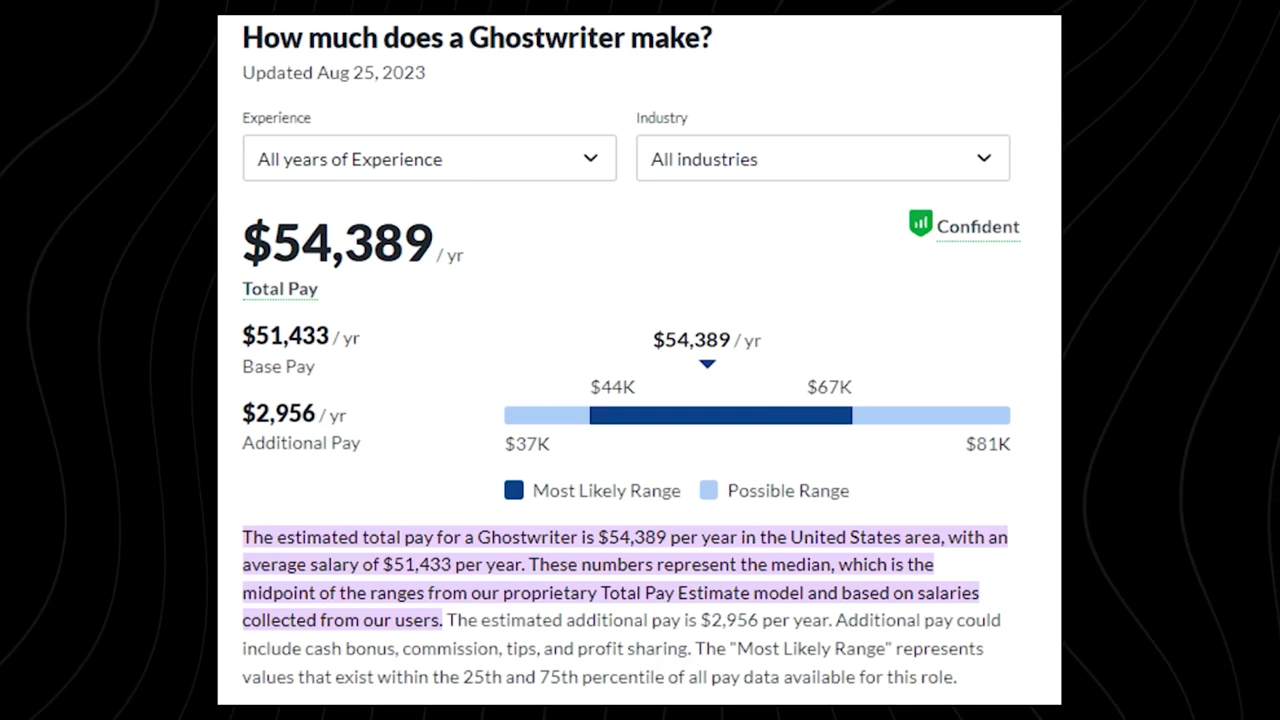 How much does a Ghostwriter make?
Updated Aug 25, 2023
Experience
Industry
All years of Experience
All industries
$54,389 / yr
Confident
Total Pay
$51,433 / yr
Base Pay
$2,956 / yr
Additional Pay
$54,389 / yr
$44K
$67K
$37K
$81K
Most Likely Range
Possible Range
The estimated total pay for a Ghostwriter is $54,389 per year in the United States area, with an
average salary of $51,433 per year. These numbers represent the median, which is the
midpoint of the ranges from our proprietary Total Pay Estimate model and based on salaries
collected from our users. The estimated additional pay is $2,956 per year. Additional pay could
include cash bonus, commission, tips, and profit sharing. The "Most Likely Range" represents
values that exist within the 25th and 75th percentile of all pay data available for this role.